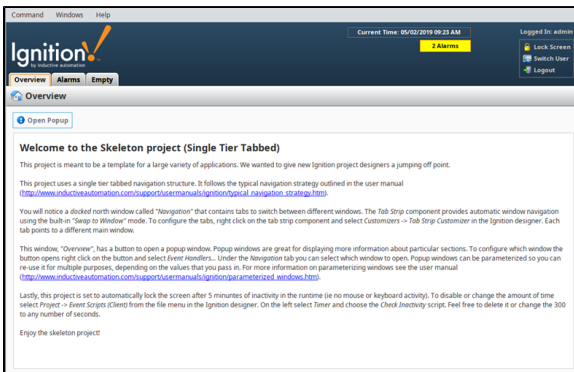 Command Windows Help
Current Time: 05/02/2019 09:23 AM
Logged In: admin
2 Alarms
Lock Screen
Switch User
Logout
Ignition!
by inductive automation
Overview Alarms Empty
Overview
Open Popup
Welcome to the Skeleton project (Single Tier Tabbed)
This project is meant to be a template for a large variety of applications. We wanted to give new Ignition project designers a jumping off point.
This project uses a single tier tabbed navigation structure. It follows the typical navigation strategy outlined in the user manual
(http://www.inductiveautomation.com/support/usermanuals/ignition/typical_navigation_strategy.htm).
You will notice a docked north window called "Navigation" that contains tabs to switch between different windows. The Tab Strip component provides automatic window navigation
using the built-in "Swap to Window" mode. To configure the tabs, right click on the tab strip component and select Customizers -> Tab Strip Customizer in the Ignition designer. Each
tab points to a different main window.
This window, "Overview", has a button to open a popup window. Popup windows are great for displaying more information about particular sections. To configure which window the
button opens right click on the button and select Event Handlers... Under the Navigation tab you can select which window to open. Popup windows can be parameterized so you can
re-use it for multiple purposes, depending on the values that you pass in. For more information on parameterizing windows see the user manual
(http://www.inductiveautomation.com/support/usermanuals/ignition/parameterized_windows.htm).
Lastly, this project is set to automatically lock the screen after 5 minuntes of inactivity in the runtime (ie no mouse or keyboard activity). To disable or change the amount of time
select Project -> Event Scripts (Client) from the file menu in the Ignition designer. On the left select Timer and choose the Check Inactivity script. Feel free to delete it or change the 300
to any number of seconds.
Enjoy the skeleton project!